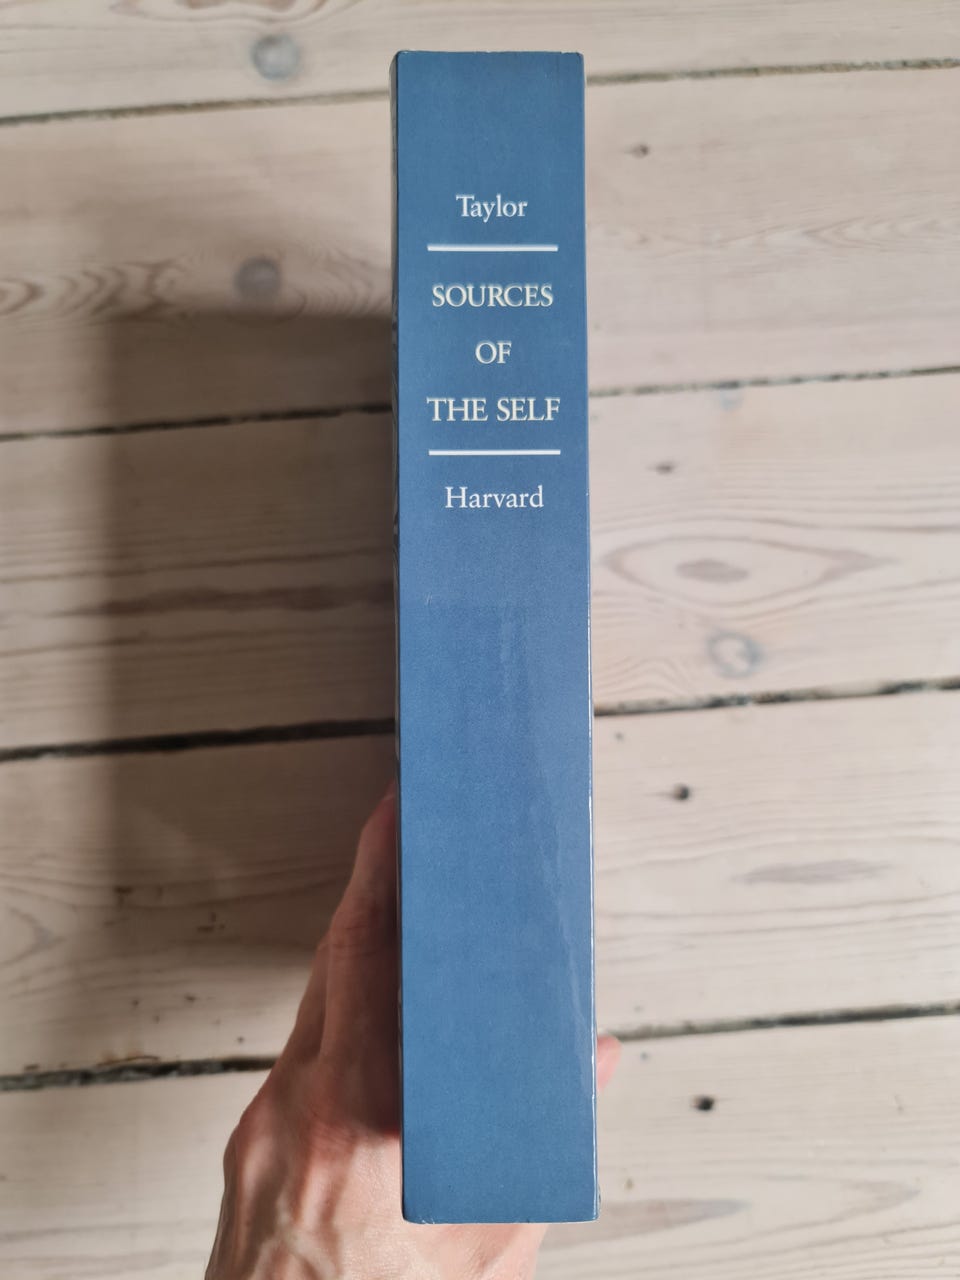 Taylor
SOURCES
OF
THE SELF
Harvard